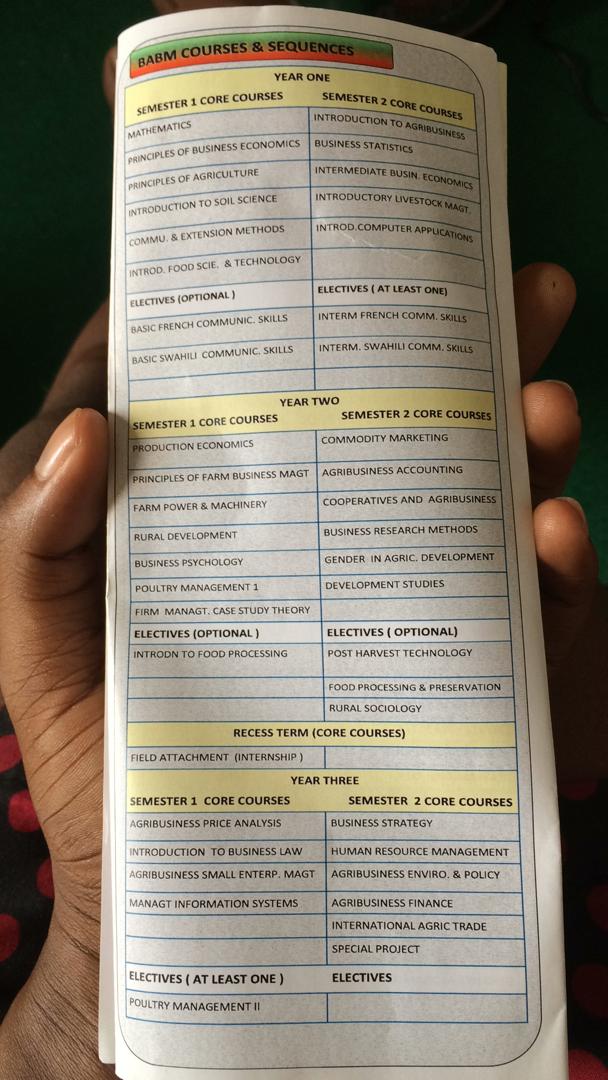 BABM COURSES & SEQUENCES
YEAR ONE
SEMESTER 1 CORE COURSES SEMESTER 2 CORE COURSES
MATHEMATICS INTRODUCTION TO AGRIBUSINESS
PRINCIPLES OF BUSINESS ECONOMICS BUSINESS STATISTICS
PRINCIPLES OF AGRICULTURE INTERMEDIATE BUSIN. ECONOMICS
INTRODUCTION TO SOIL SCIENCE INTRODUCTORY LIVESTOCK MAGT.
COMMU. & EXTENSION METHODS INTROD.COMPUTER APPLICATIONS
INTROD. FOOD SCIE. & TECHNOLOGY
ELECTIVES (OPTIONAL ) ELECTIVES ( AT LEAST ONE)
BASIC FRENCH COMMUNIC. SKILLS INTERM FRENCH COMM. SKILLS
BASIC SWAHILI COMMUNIC. SKILLS INTERM. SWAHILI COMM. SKILLS
YEAR TWO
SEMESTER 1 CORE COURSES SEMESTER 2 CORE COURSES
PRODUCTION ECONOMICS COMMODITY MARKETING
PRINCIPLES OF FARM BUSINESS MAGT AGRIBUSINESS ACCOUNTING
FARM POWER & MACHINERY COOPERATIVES AND AGRIBUSINESS
RURAL DEVELOPMENT BUSINESS RESEARCH METHODS
BUSINESS PSYCHOLOGY GENDER IN AGRIC. DEVELOPMENT
POULTRY MANAGEMENT 1 DEVELOPMENT STUDIES
FIRM MANAGT. CASE STUDY THEORY
ELECTIVES (OPTIONAL ) ELECTIVES ( OPTIONAL)
INTRODN TO FOOD PROCESSING POST HARVEST TECHNOLOGY
FOOD PROCESSING & PRESERVATION
RURAL SOCIOLOGY
RECESS TERM (CORE COURSES)
FIELD ATTACHMENT (INTERNSHIP )
YEAR THREE
SEMESTER 1 CORE COURSES SEMESTER 2 CORE COURSES
AGRIBUSINESS PRICE ANALYSIS BUSINESS STRATEGY
INTRODUCTION TO BUSINESS LAW HUMAN RESOURCE MANAGEMENT
AGRIBUSINESS SMALL ENTERP. MAGT AGRIBUSINESS ENVIRO. & POLICY
MANAGT INFORMATION SYSTEMS AGRIBUSINESS FINANCE
INTERNATIONAL AGRIC TRADE
SPECIAL PROJECT
ELECTIVES ( AT LEAST ONE ) ELECTIVES
POULTRY MANAGEMENT II